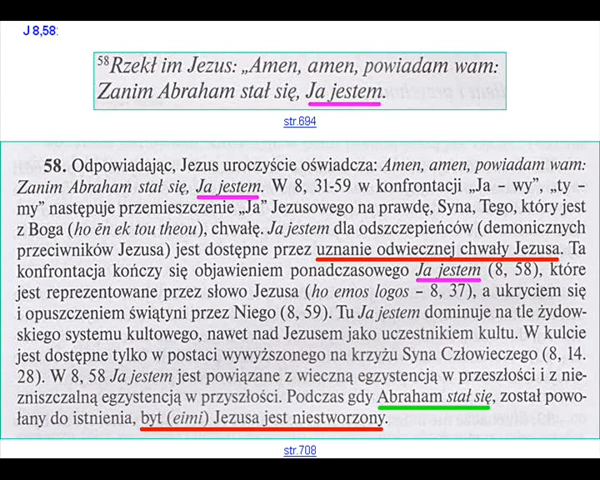 J 8,58:
⁵⁸Rzekł im Jezus: „Amen, amen, powiadam wam:
Zanim Abraham stał się, Ja jestem.
str.694
58. Odpowiadając, Jezus uroczyście oświadcza: Amen, amen, powiadam wam:
Zanim Abraham stał się, Ja jestem. W 8, 31-59 w konfrontacji „Ja – wy”, „ty –
my” następuje przemieszczenie „Ja” Jezusowego na prawdę, Syna, Tego, który jest
z Boga (ho ēn ek tou theou), chwałę. Ja jestem dla odszczepieńców (demonicznych
przeciwników Jezusa) jest dostępne przez uznanie odwiecznej chwały Jezusa. Ta
konfrontacja kończy się objawieniem ponadczasowego Ja jestem (8, 58), które
jest reprezentowane przez słowo Jezusa (ho emos logos – 8, 37), a ukryciem się
i opuszczeniem świątyni przez Niego (8, 59). Tu Ja jestem dominuje na tle żydow-
skiego systemu kultowego, nawet nad Jezusem jako uczestnikiem kultu. W kulcie
jest dostępne tylko w postaci wywyższonego na krzyżu Syna Człowieczego (8, 14.
28). W 8, 58 Ja jestem jest powiązane z wieczną egzystencją w przeszłości i z nie-
zniszczalną egzystencją w przyszłości. Podczas gdy Abraham stał się, został powo-
łany do istnienia, byt (eimi) Jezusa jest niestworzony.
str.708